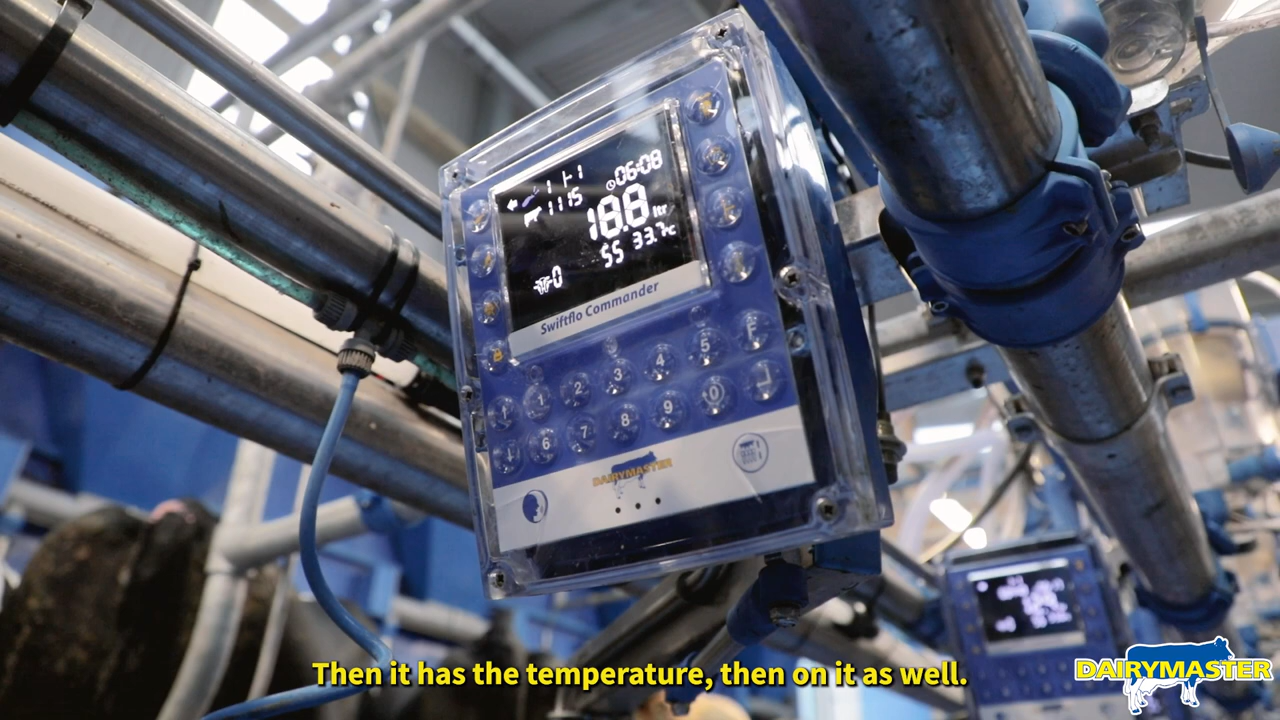 06:08
1115
18.8 ltr
55 33.7°c
0
Swiftflo Commander
1 2 3 4 5 F
6 7 8 9 0
DAIRYMASTER
Then it has the temperature, then on it as well.
DAIRYMASTER